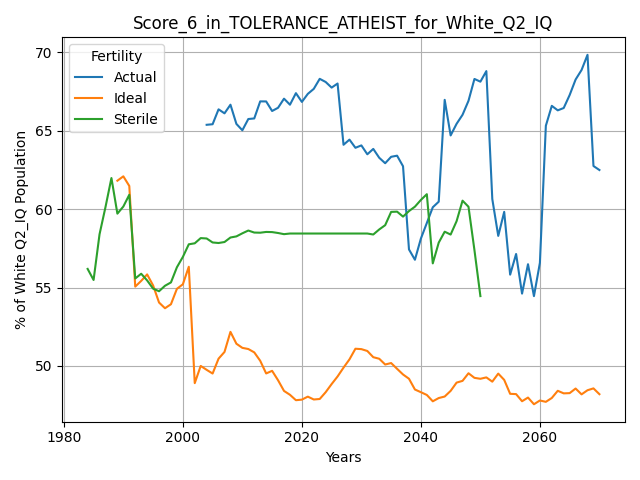 Score_6_in_TOLERANCE_ATHEIST_for_White_Q2_IQ
Fertility
Actual
Ideal
Sterile
% of White Q2_IQ Population
70
65
60
55
50
1980
2000
2020
2040
2060
Years